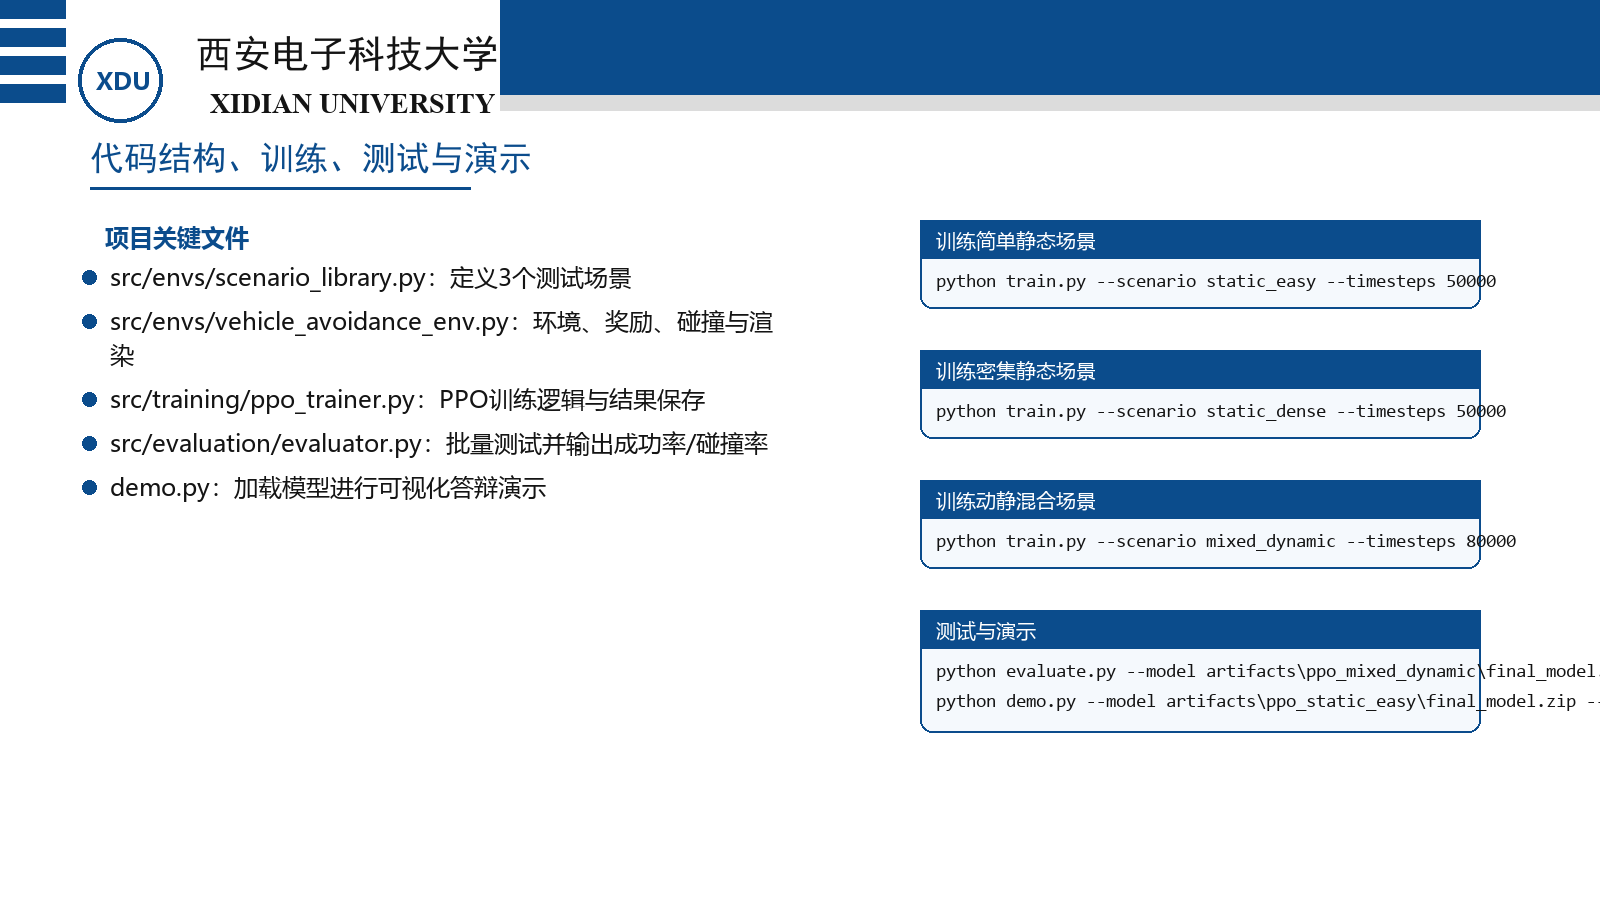 XDU
西安电子科技大学
XIDIAN UNIVERSITY
代码结构、训练、测试与演示
项目关键文件
src/envs/scenario_library.py：定义3个测试场景
src/envs/vehicle_avoidance_env.py：环境、奖励、碰撞与渲
染
src/training/ppo_trainer.py：PPO训练逻辑与结果保存
src/evaluation/evaluator.py：批量测试并输出成功率/碰撞率
demo.py：加载模型进行可视化答辩演示
训练简单静态场景
python train.py --scenario static_easy --timesteps 50000
训练密集静态场景
python train.py --scenario static_dense --timesteps 50000
训练动静混合场景
python train.py --scenario mixed_dynamic --timesteps 80000
测试与演示
python evaluate.py --model artifacts\ppo_mixed_dynamic\final_model.
python demo.py --model artifacts\ppo_static_easy\final_model.zip --